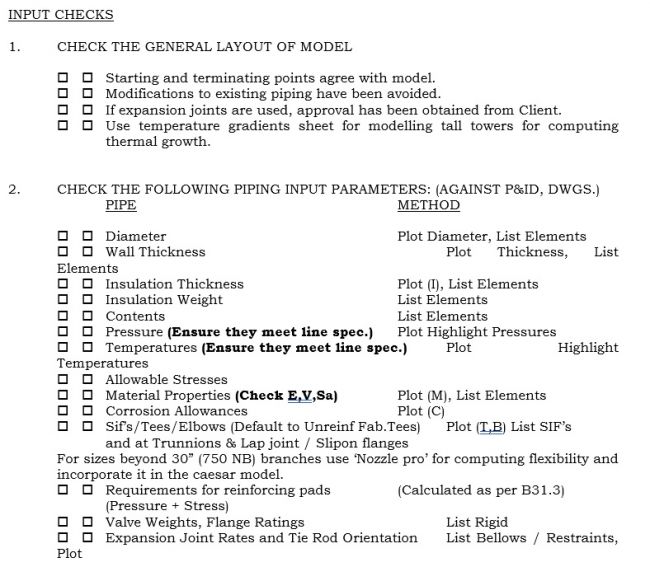 INPUT CHECKS
1. CHECK THE GENERAL LAYOUT OF MODEL
☐ ☐ Starting and terminating points agree with model.
☐ ☐ Modifications to existing piping have been avoided.
☐ ☐ If expansion joints are used, approval has been obtained from Client.
☐ ☐ Use temperature gradients sheet for modelling tall towers for computing
thermal growth.
2. CHECK THE FOLLOWING PIPING INPUT PARAMETERS: (AGAINST P&ID, DWGS.)
PIPE METHOD
☐ ☐ Diameter Plot Diameter, List Elements
☐ ☐ Wall Thickness Plot Thickness, List
Elements
☐ ☐ Insulation Thickness Plot (I), List Elements
☐ ☐ Insulation Weight List Elements
☐ ☐ Contents List Elements
☐ ☐ Pressure (Ensure they meet line spec.) Plot Highlight Pressures
☐ ☐ Temperatures (Ensure they meet line spec.) Plot Highlight
Temperatures
☐ ☐ Allowable Stresses
☐ ☐ Material Properties (Check E,V,Sa) Plot (M), List Elements
☐ ☐ Corrosion Allowances Plot (C)
☐ ☐ Sif's/Tees/Elbows (Default to Unreinf Fab.Tees) Plot (T,B) List SIF's
and at Trunnions & Lap joint / Slipon flanges
For sizes beyond 30” (750 NB) branches use ‘Nozzle pro’ for computing flexibility and
incorporate it in the caesar model.
☐ ☐ Requirements for reinforcing pads (Calculated as per B31.3)
(Pressure + Stress)
☐ ☐ Valve Weights, Flange Ratings List Rigid
☐ ☐ Expansion Joint Rates and Tie Rod Orientation List Bellows / Restraints,
Plot